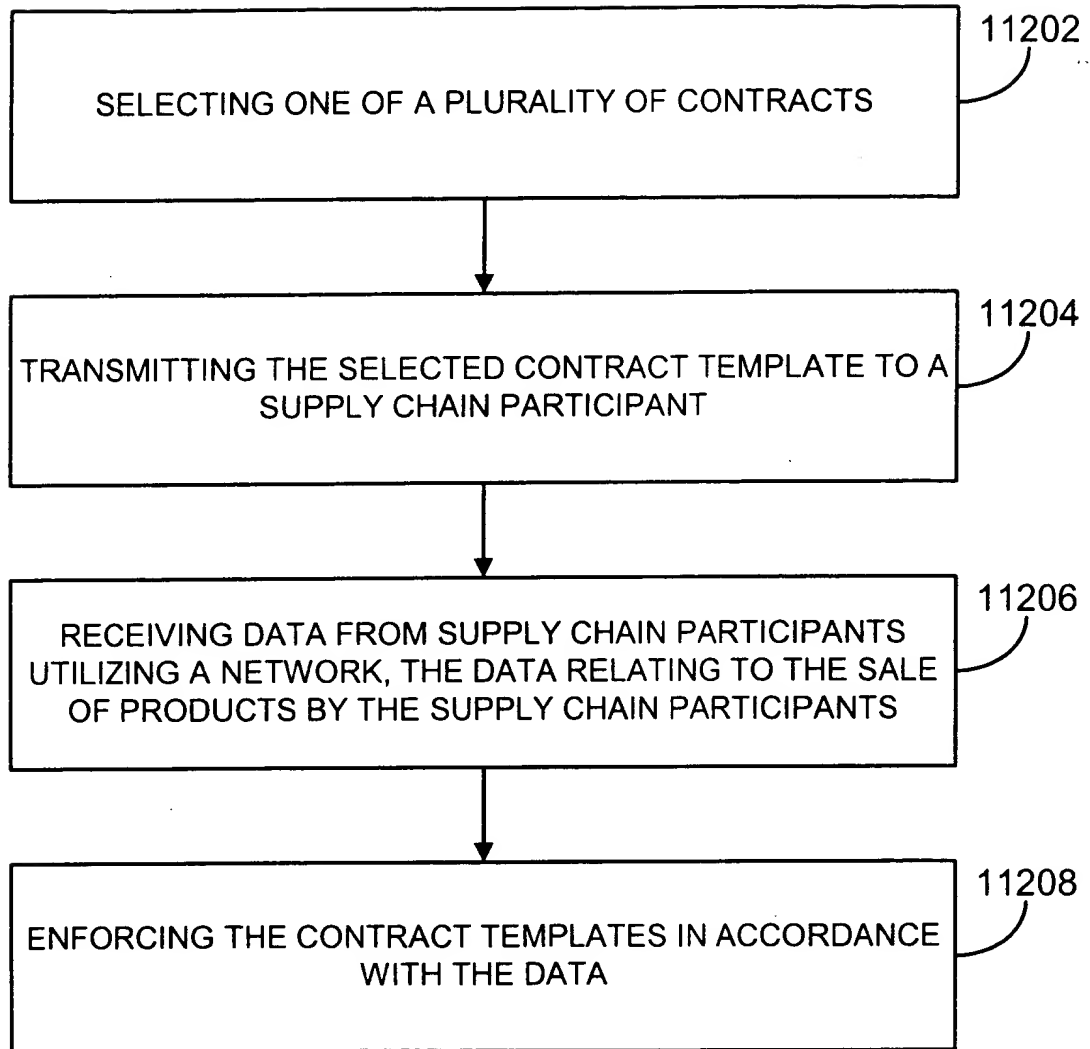 11202
SELECTING ONE OF A PLURALITY OF CONTRACTS
11204
TRANSMITTING THE SELECTED CONTRACT TEMPLATE TO A
SUPPLY CHAIN PARTICIPANT
11206
RECEIVING DATA FROM SUPPLY CHAIN PARTICIPANTS
UTILIZING A NETWORK, THE DATA RELATING TO THE SALE
OF PRODUCTS BY THE SUPPLY CHAIN PARTICIPANTS
11208
ENFORCING THE CONTRACT TEMPLATES IN ACCORDANCE
WITH THE DATA